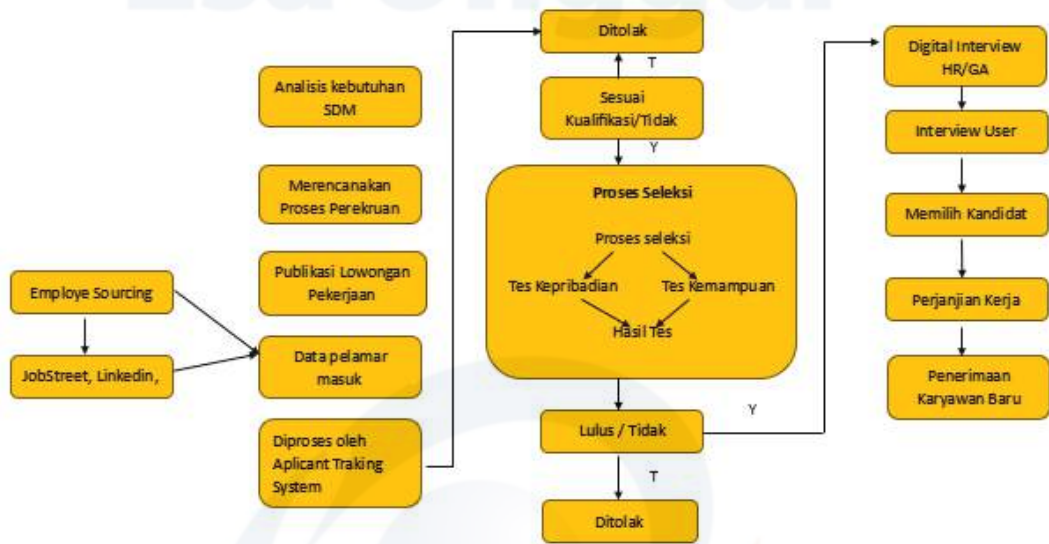 Analisis kebutuhan
SDM
Merencanakan
Proses Perekruan
Publikasi Lowongan
Pekerjaan
Employe Sourcing
JobStreet, Linkedin,
Data pelamar
masuk
Diproses oleh
Aplicant Traking
System
Ditolak
T
Sesuai
Kualifikasi/Tidak
Y
Proses Seleksi
Proses seleksi
Tes Kepribadian
Tes Kemampuan
Hasil Tes
Lulus / Tidak
Y
T
Ditolak
Digital Interview
HR/GA
Interview User
Memilih Kandidat
Perjanjian Kerja
Penerimaan
Karyawan Baru